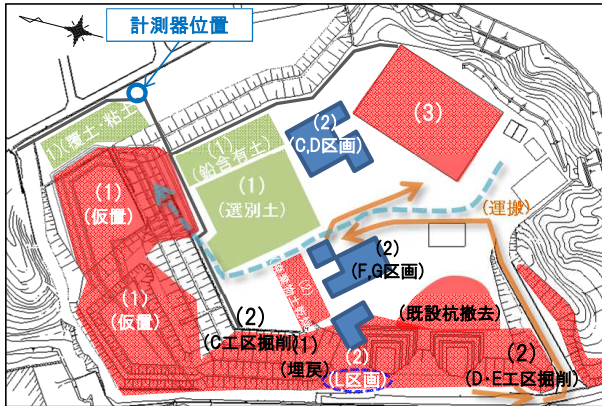 計測器位置
(1)(覆土・粘土)
(1)
(鉛含有土)
(2)
(C,D区画)
(3)
(1)
(仮置)
(1)
(選別土)
(運搬)
(2)
(F,G区画)
(1)
(仮置)
(2)
(C工区掘削)
(1)
(埋戻)
(既設杭撤去)
(2)
(L区画)
(2)
(D・E工区掘削)